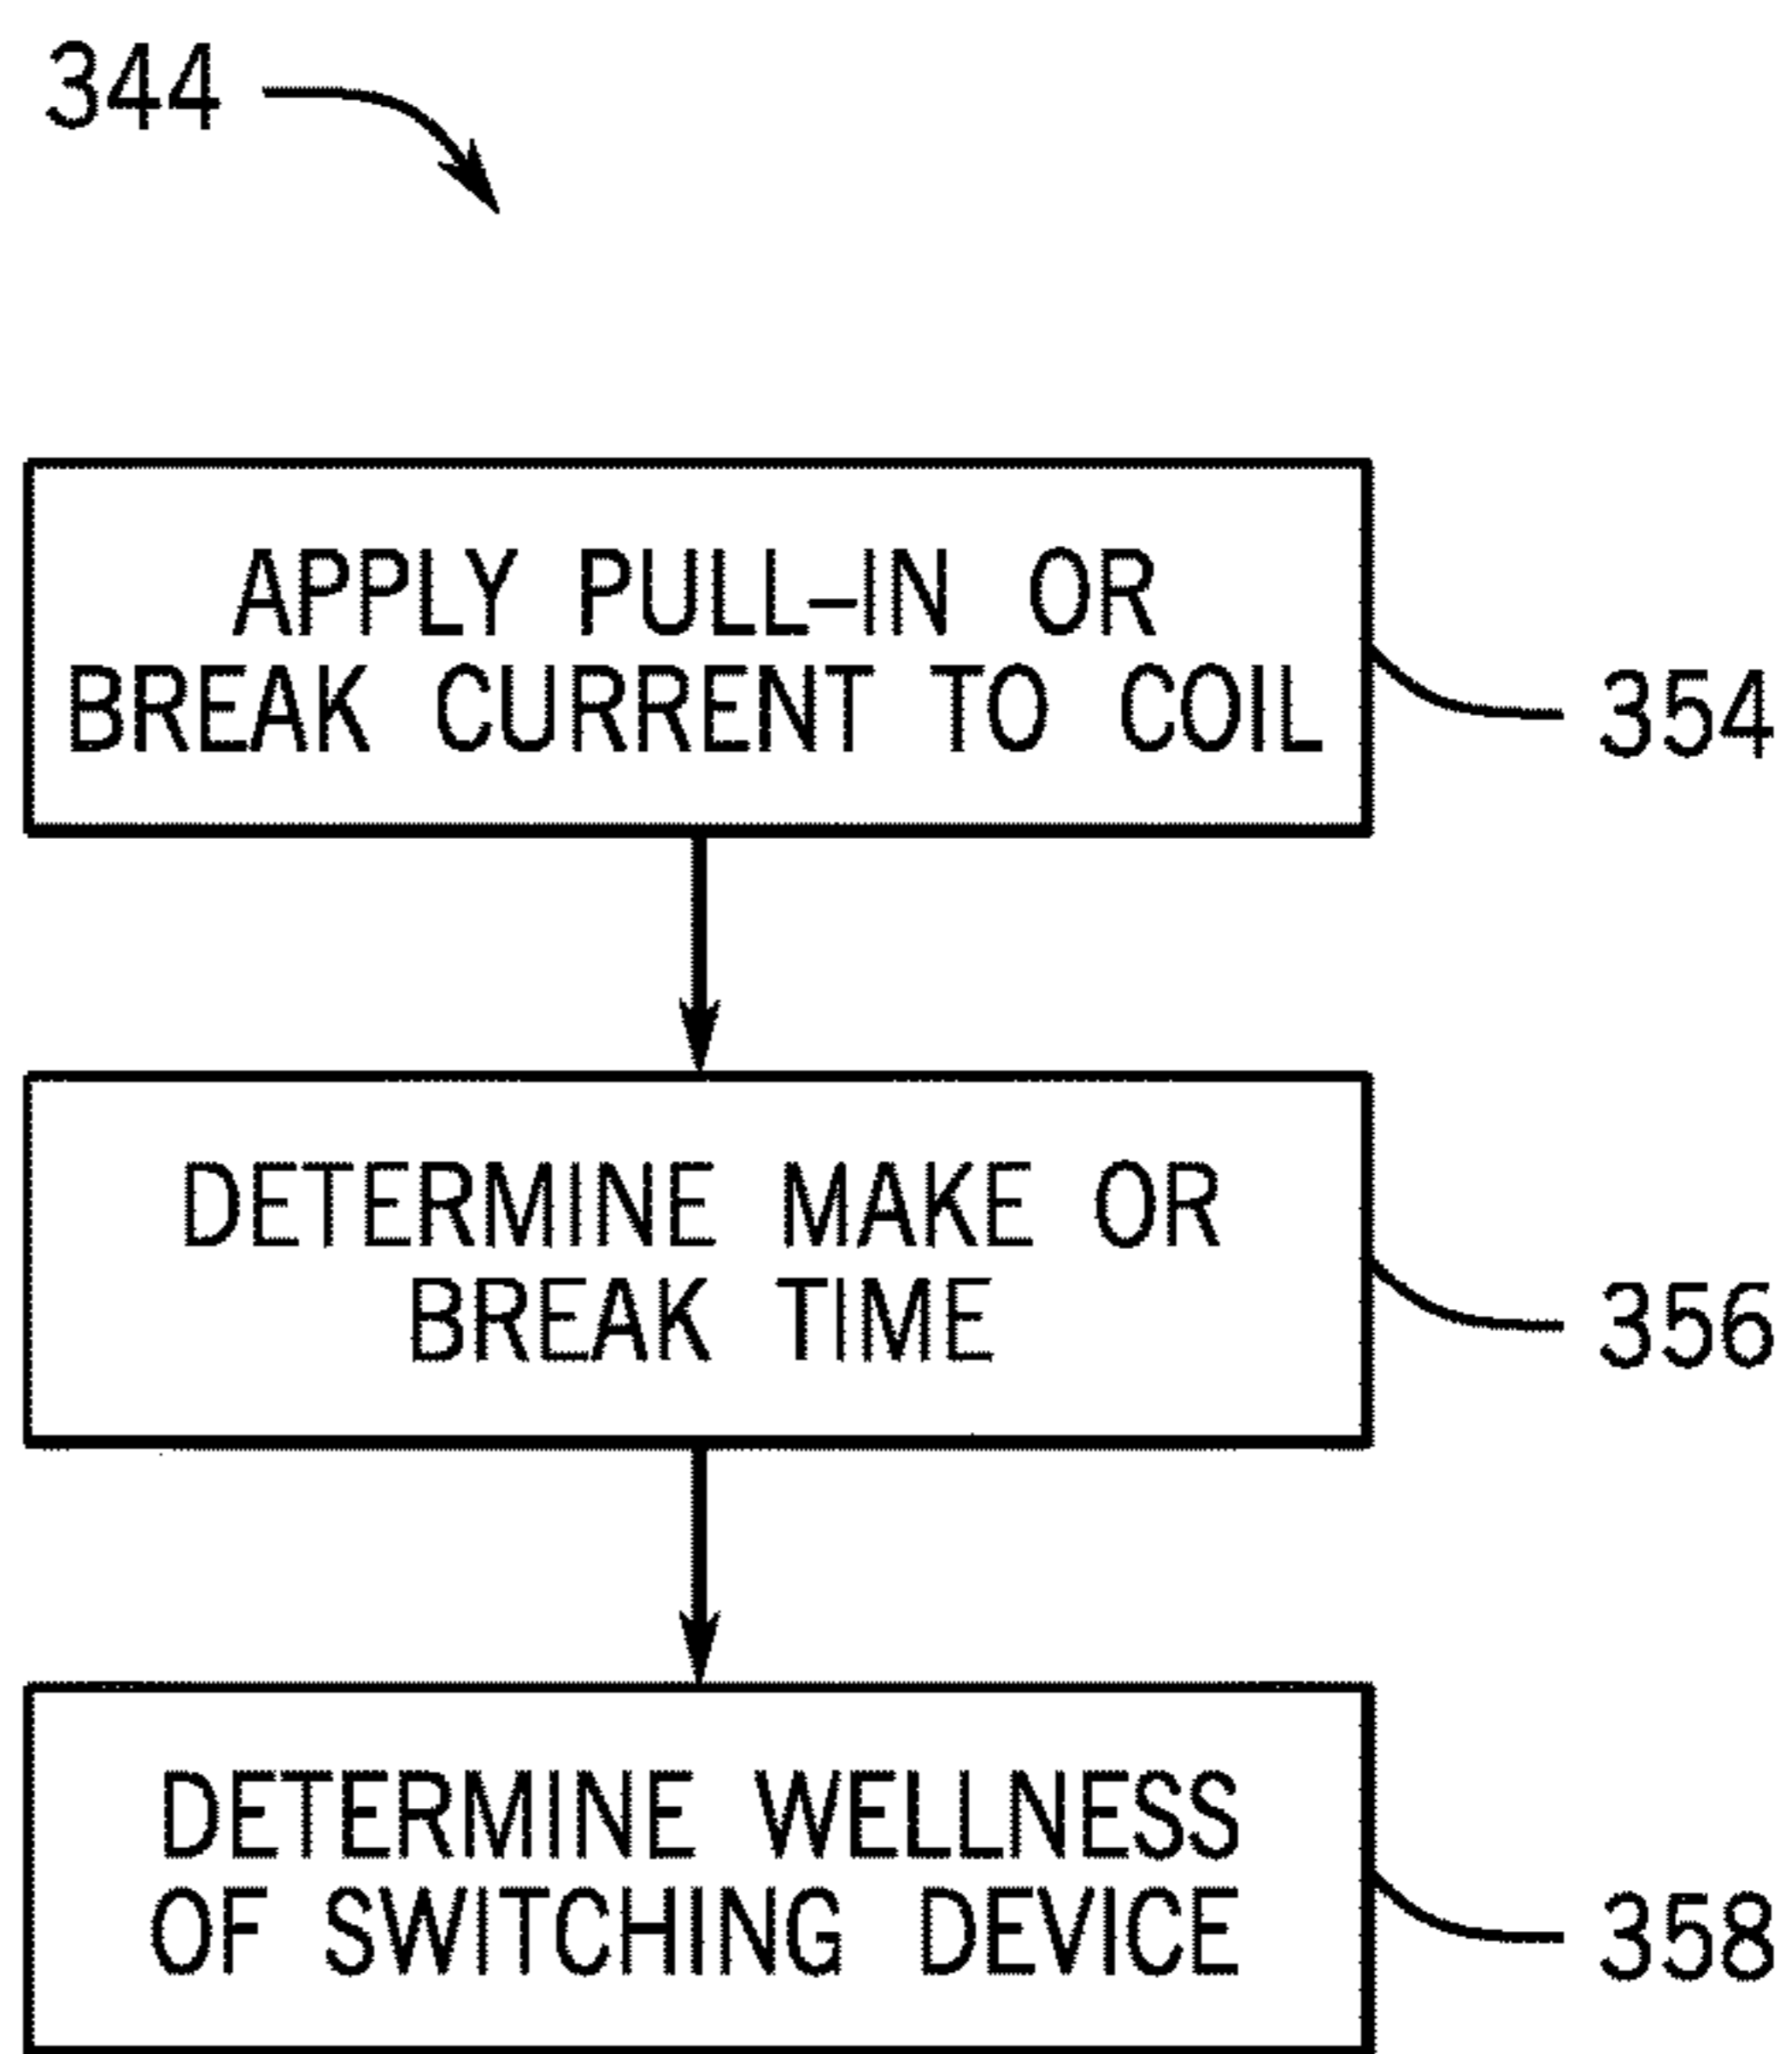 344
APPLY PULL-IN OR
BREAK CURRENT TO COIL
354
DETERMINE MAKE OR
BREAK TIME
356
DETERMINE WELLNESS
OF SWITCHING DEVICE
358